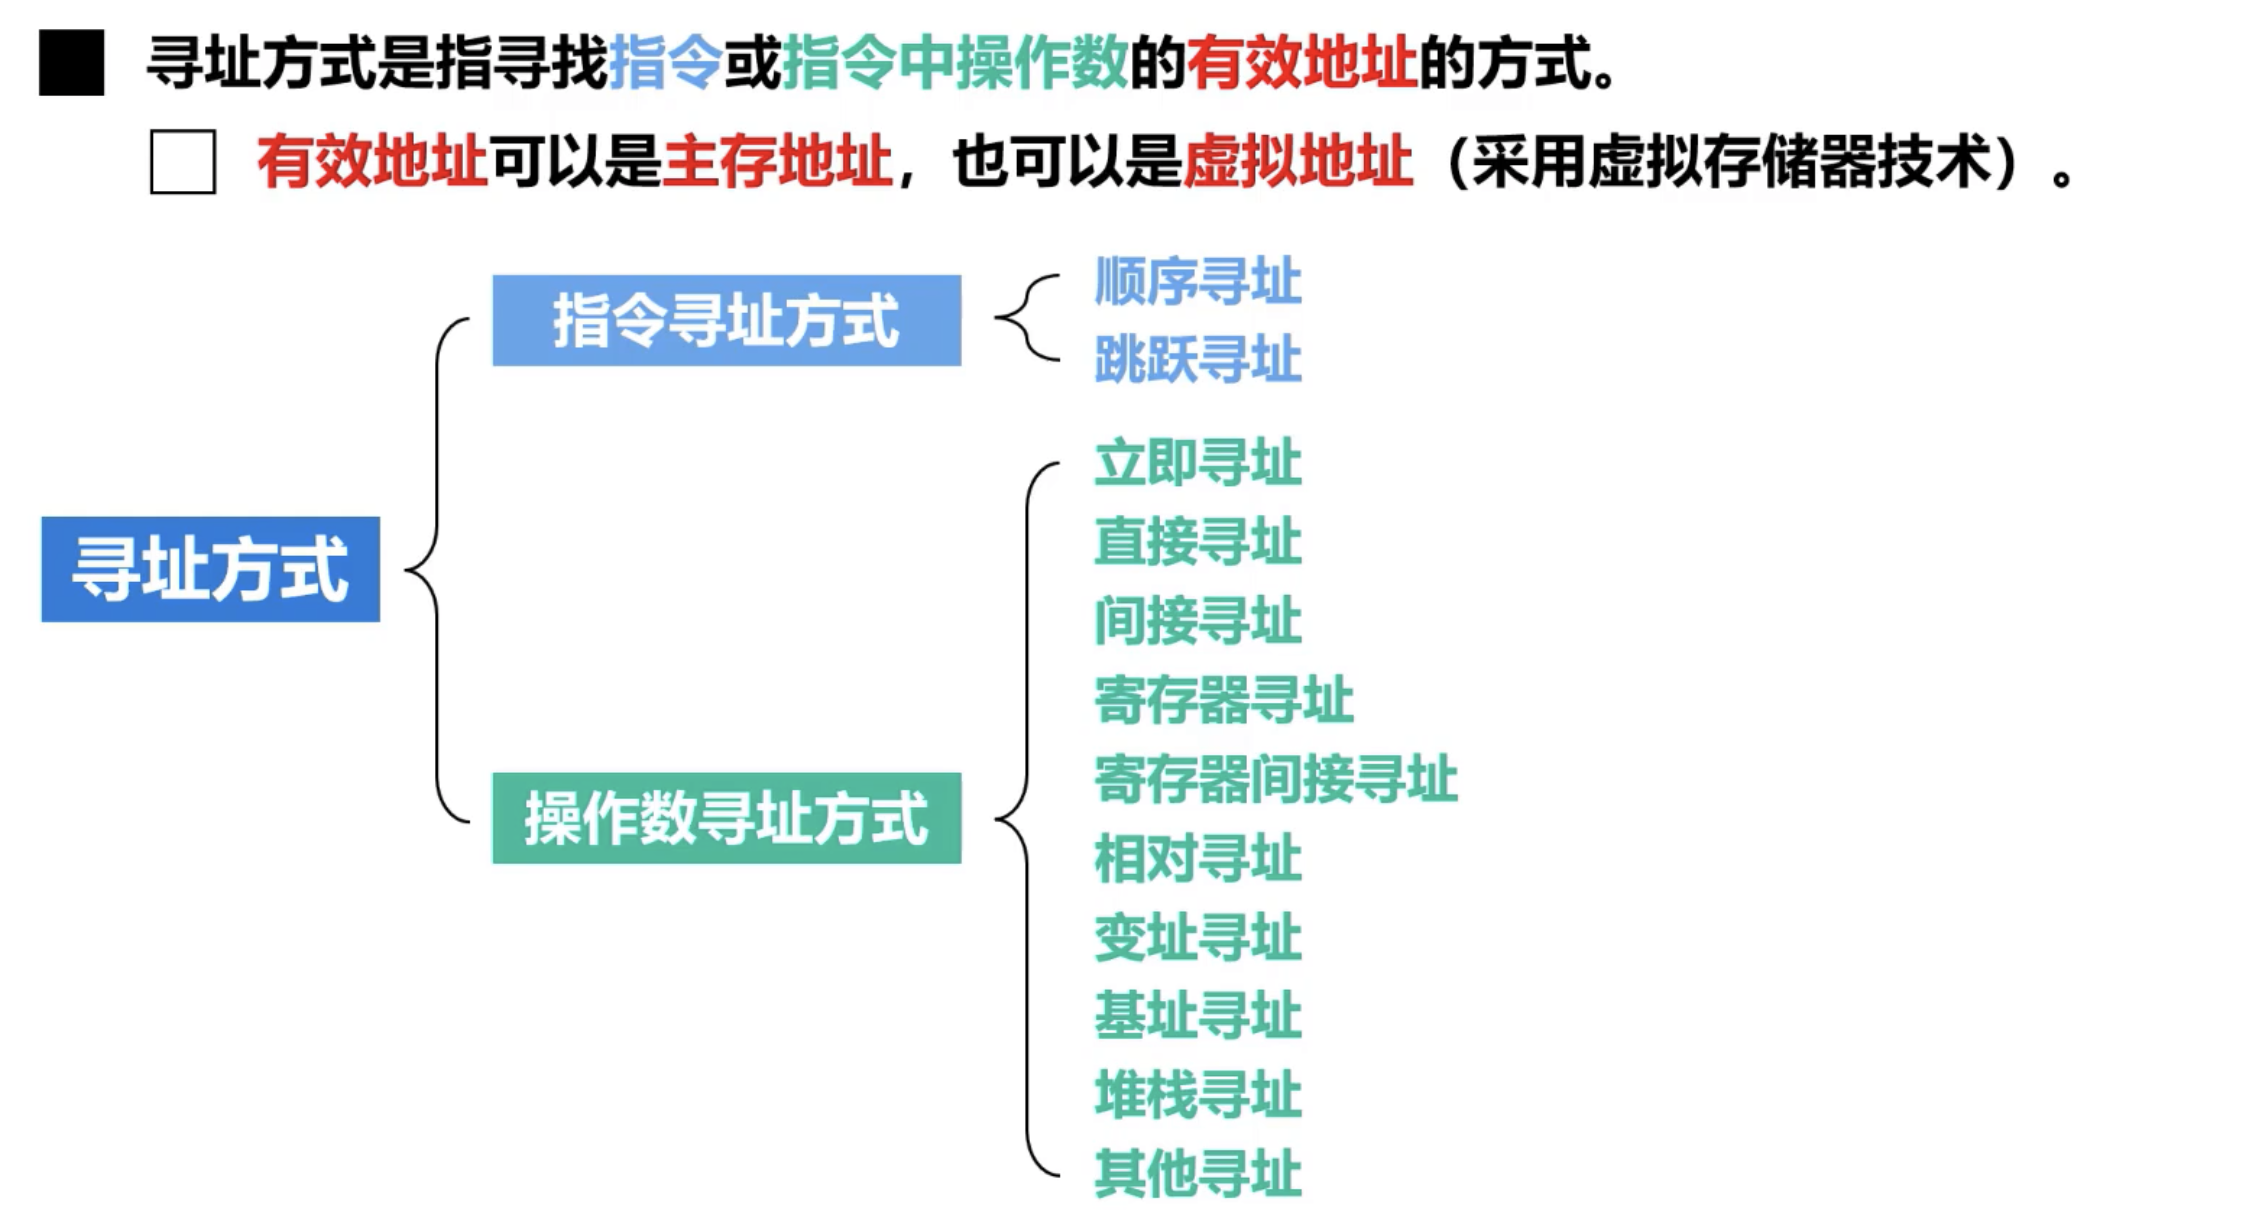 寻址方式是指寻找指令或指令中操作数的有效地址的方式。
有效地址可以是主存地址，也可以是虚拟地址（采用虚拟存储器技术）。
寻址方式
指令寻址方式
顺序寻址
跳跃寻址
操作数寻址方式
立即寻址
直接寻址
间接寻址
寄存器寻址
寄存器间接寻址
相对寻址
变址寻址
基址寻址
堆栈寻址
其他寻址